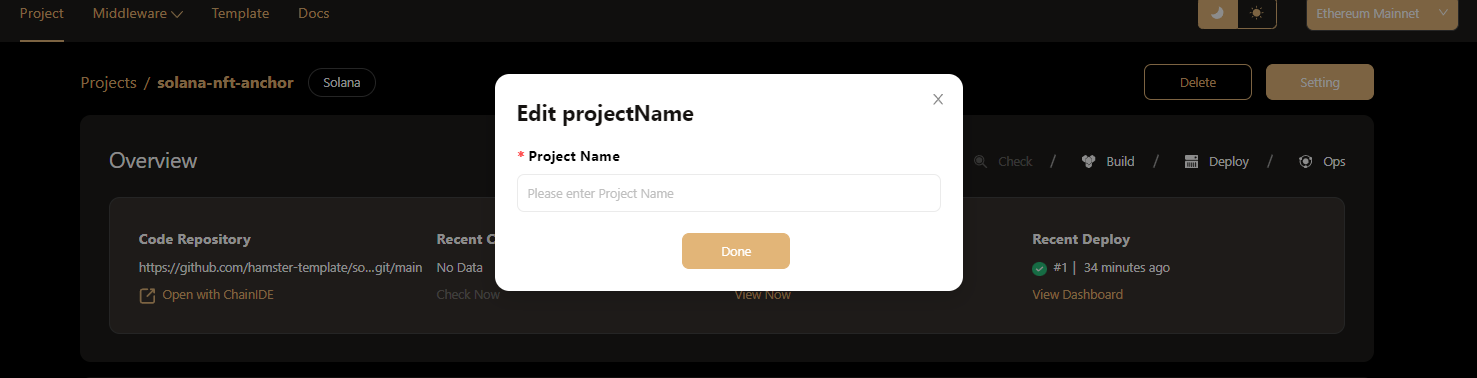 Project Middleware Template Docs Ethereum Mainnet
Projects / solana-nft-anchor Solana Delete Setting
Edit projectName
* Project Name
Please enter Project Name
Done
Overview Check / Build / Deploy / Ops
Code Repository
https://github.com/hamster-template/so...git/main
Open with ChainIDE
Recent C
No Data
Check Now
View Now
Recent Deploy
#1 | 34 minutes ago
View Dashboard